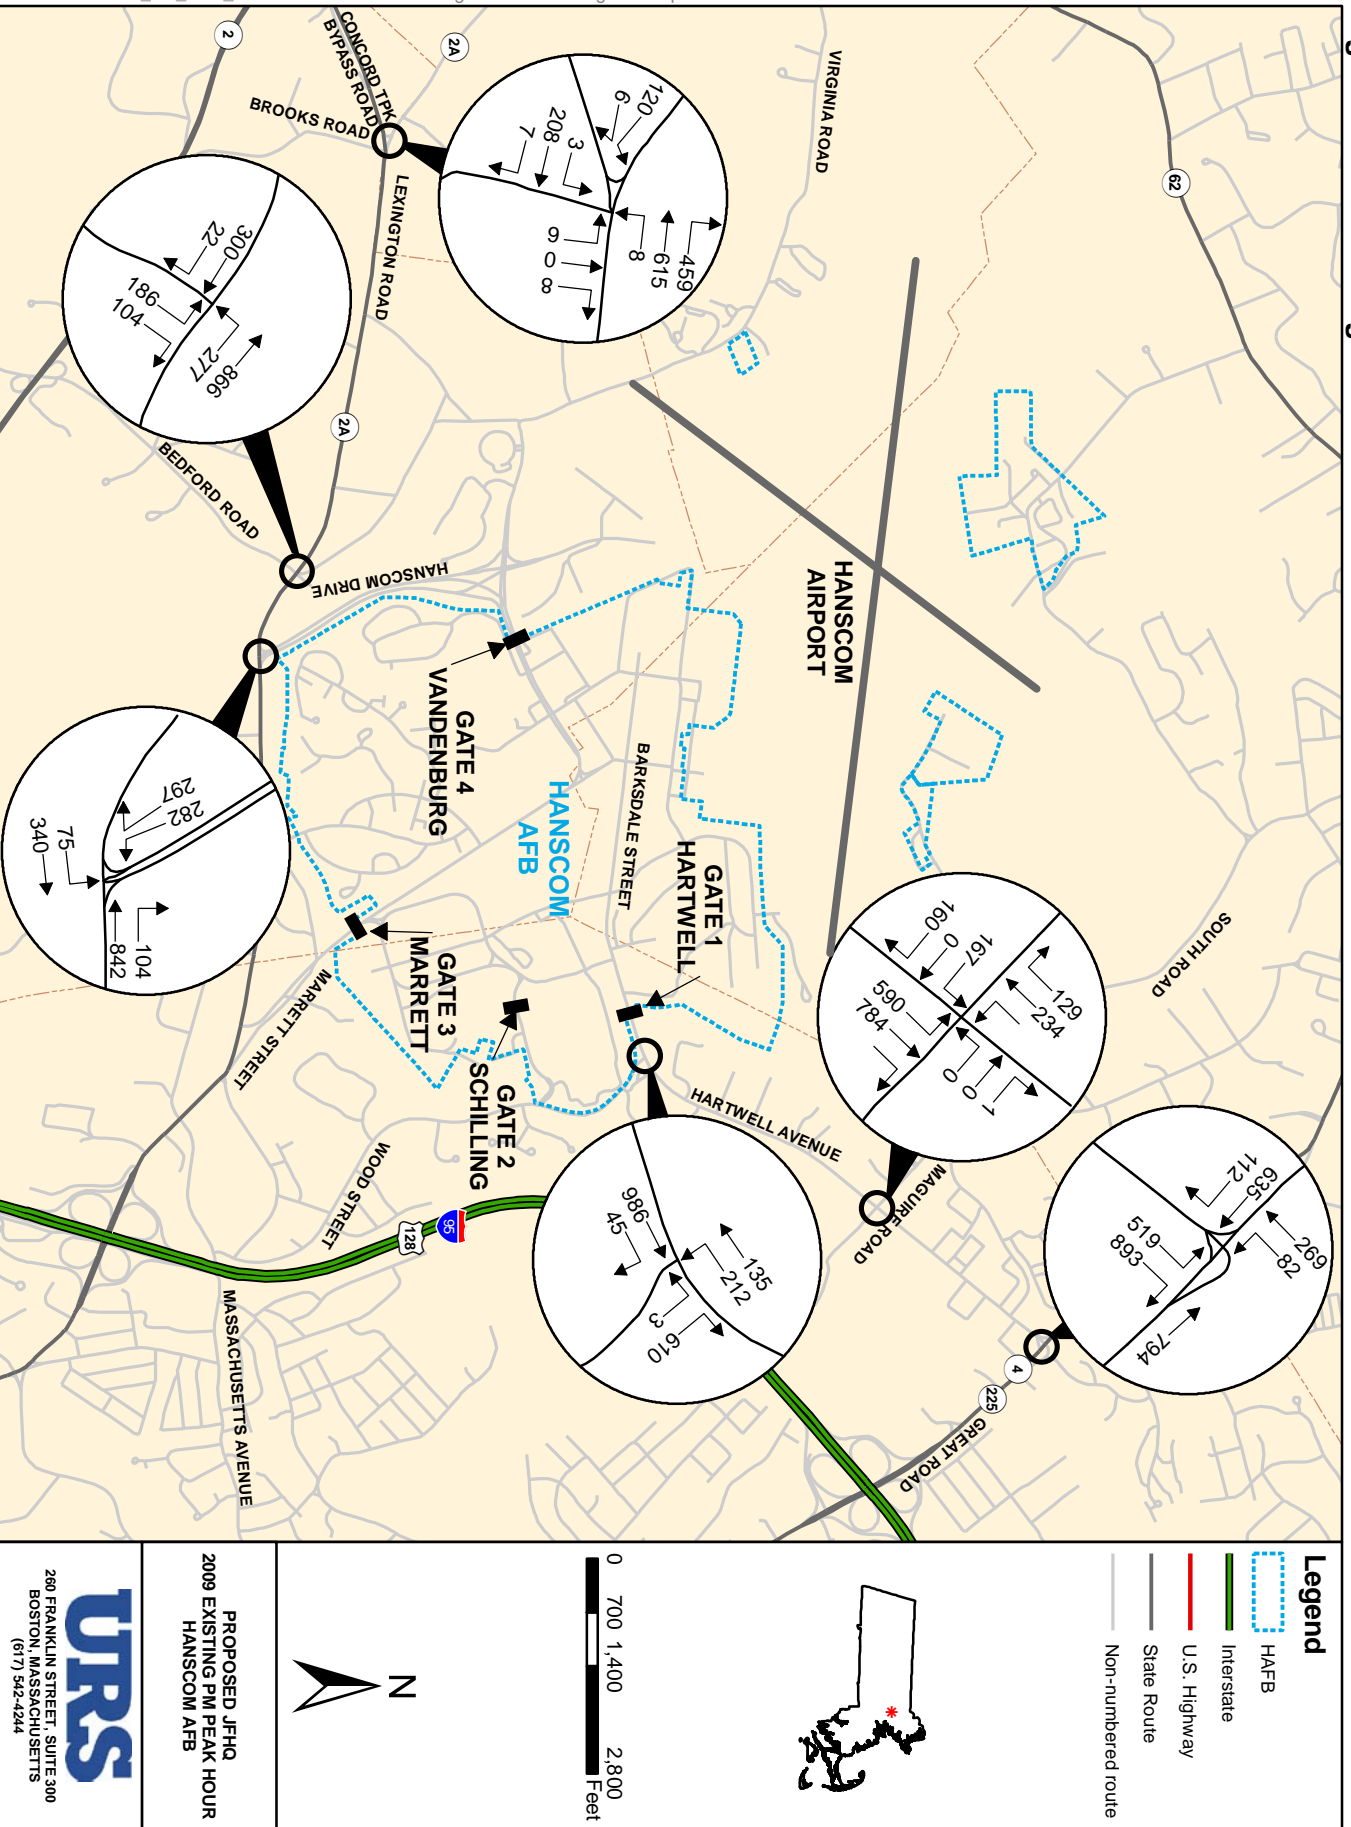 2
2A
CONCORD TPK
BYPASS ROAD
BROOKS ROAD
LEXINGTON ROAD
VIRGINIA ROAD
62
120
6
3
208
7
459
615
8
6
0
8
300
22
186
104
277
866
2A
BEDFORD ROAD
HANSCOM DRIVE
HANSCOM
AIRPORT
GATE 4
VANDENBURG
BARKSDALE STREET
HANSCOM
AFB
GATE 1
HARTWELL
GATE 3
MARRETT
GATE 2
SCHILLING
MARRETT STREET
297
282
75
340
104
842
SOUTH ROAD
160
0
167
129
234
590
784
0
0
1
HARTWELL AVENUE
MAGUIRE ROAD
635
112
269
82
519
893
794
986
45
135
212
3
610
WOOD STREET
95
128
MASSACHUSETTS AVENUE
4
225
GREAT ROAD
Legend
HAFB
Interstate
U.S. Highway
State Route
Non-numbered route
0 700 1,400 2,800
Feet
N
PROPOSED JFHQ
2009 EXISTING PM PEAK HOUR
HANSCOM AFB
URS
260 FRANKLIN STREET, SUITE 300
BOSTON, MASSACHUSETTS
(617) 542-4244